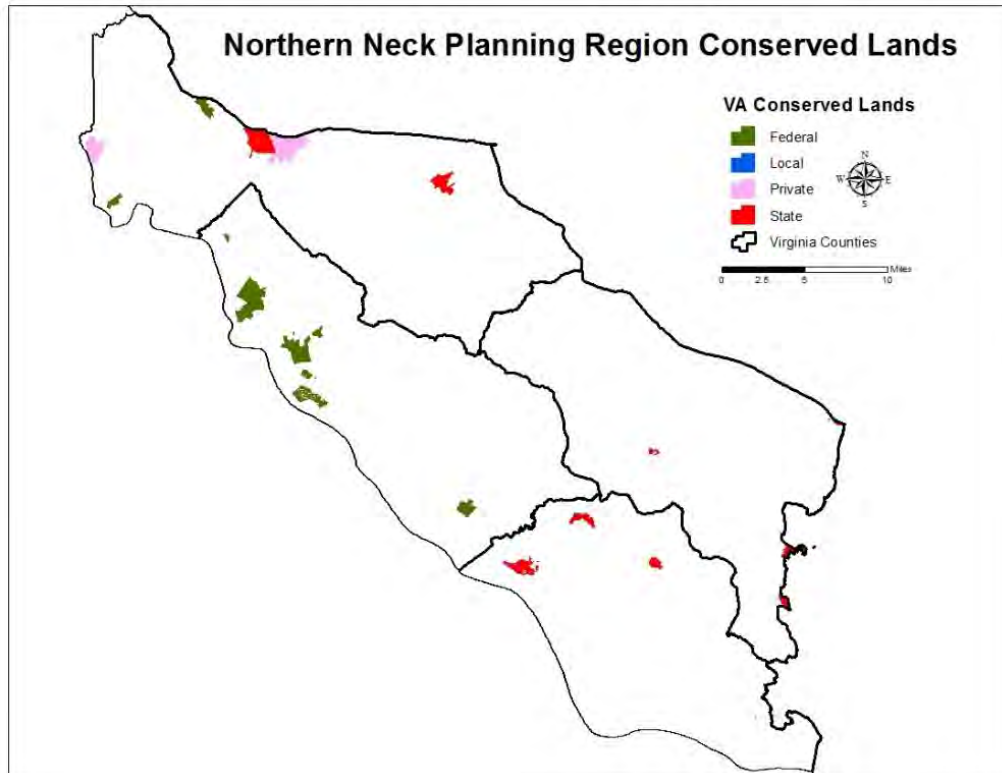 Northern Neck Planning Region Conserved Lands
VA Conserved Lands
Federal
Local
Private
State
Virginia Counties
N
W E
S
Miles
0 2.5 5 10